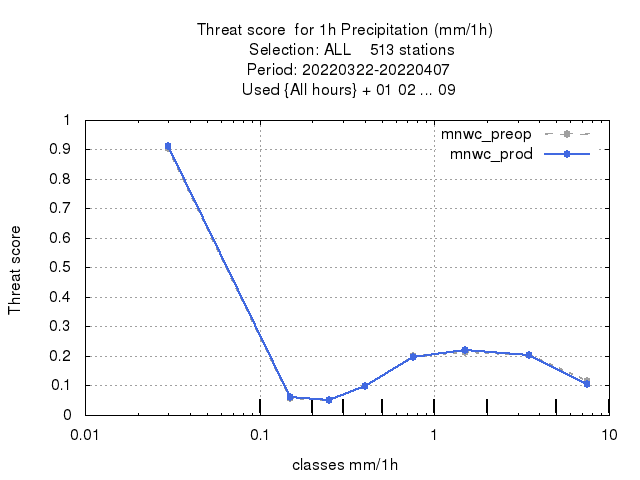 Threat score  for 1h Precipitation (mm/1h)
Selection: ALL    513 stations
Period: 20220322-20220407
Used {All hours} + 01 02 ... 09
mnwc_preop
mnwc_prod
1
0.9
0.8
0.7
0.6
0.5
0.4
0.3
0.2
0.1
0
Threat score
0.01
0.1
1
10
classes mm/1h